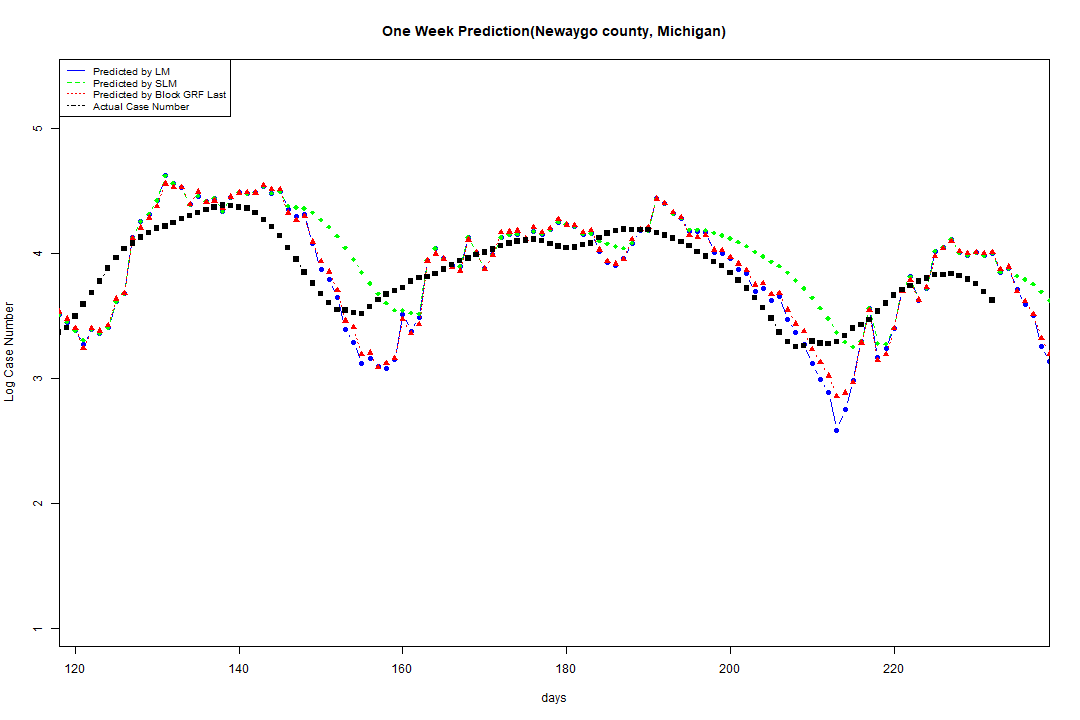 One Week Prediction(Newaygo county, Michigan)
Predicted by LM
Predicted by SLM
Predicted by Block GRF Last
Actual Case Number
5
4
3
2
1
Log Case Number
120 140 160 180 200 220
days